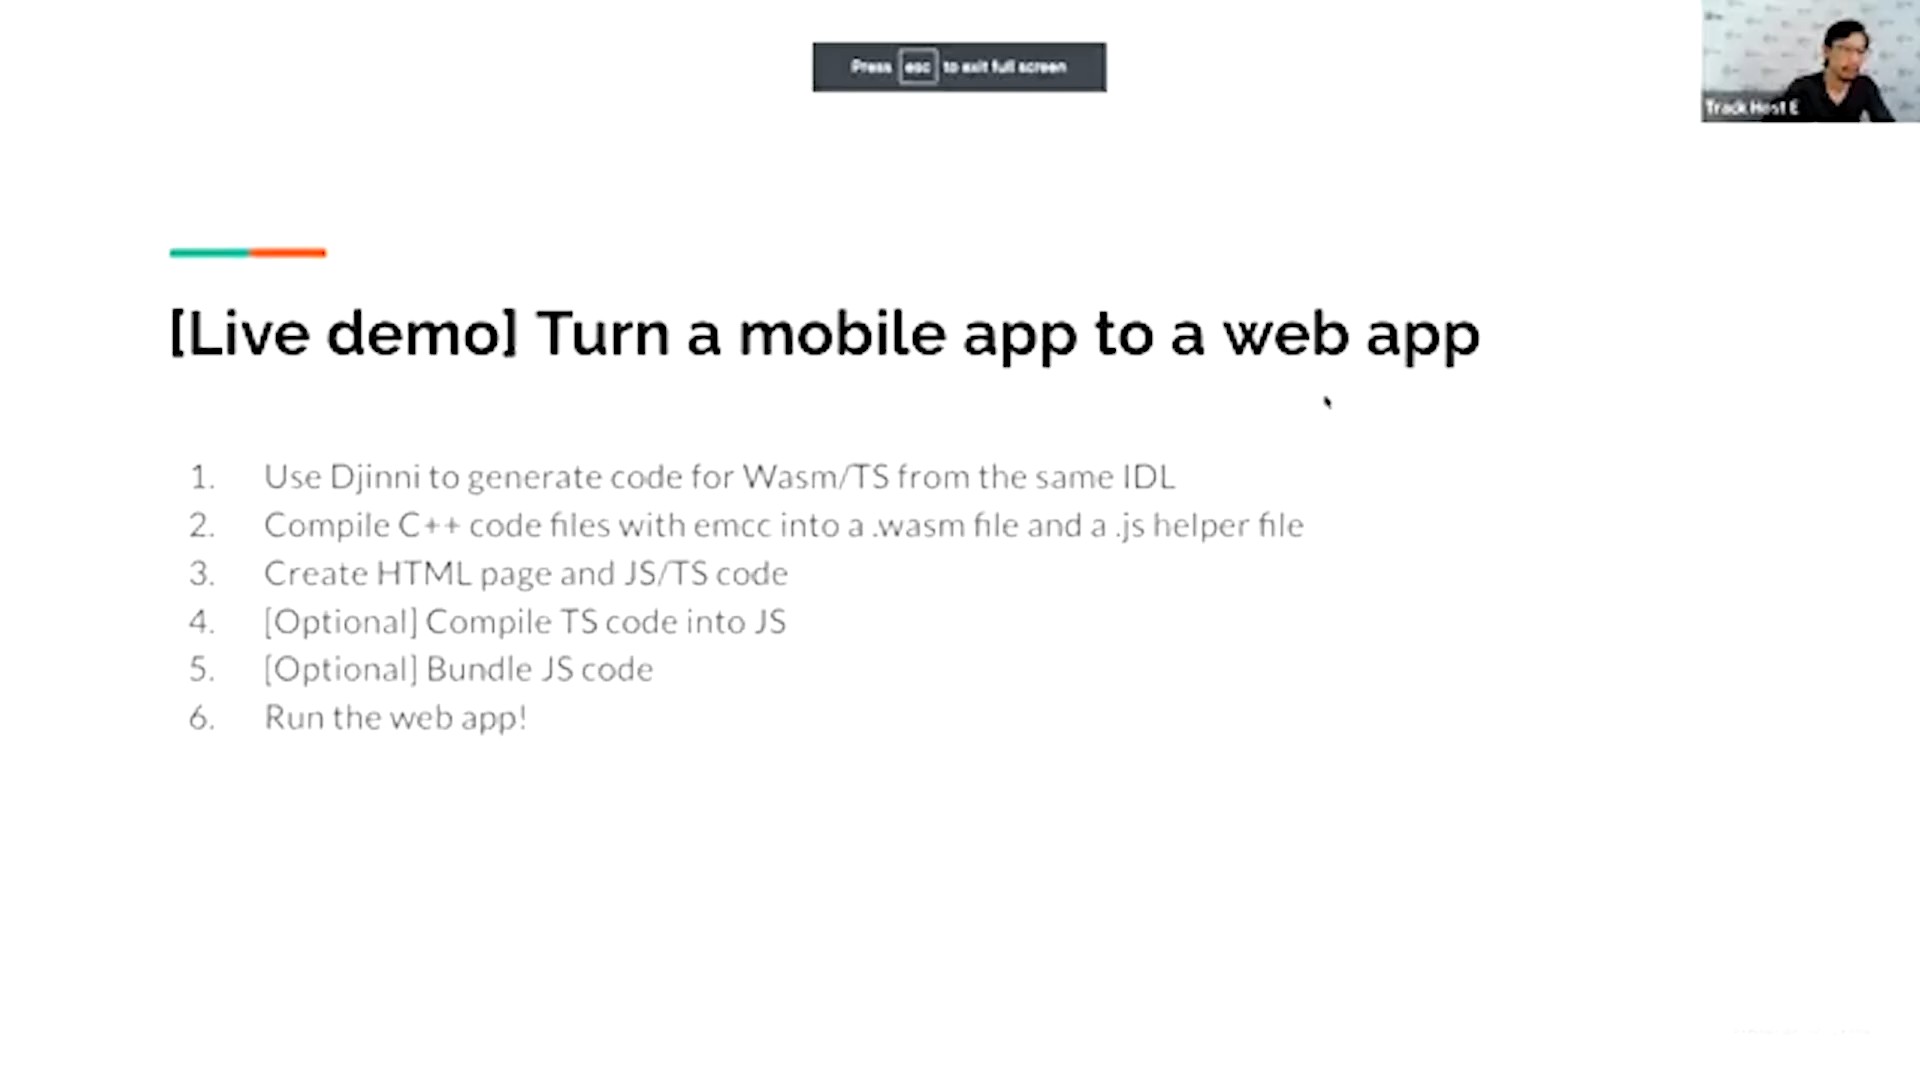 Press esc to exit full screen
Track Host E
[Live demo] Turn a mobile app to a web app
1. Use Djinni to generate code for Wasm/TS from the same IDL
2. Compile C++ code files with emcc into a .wasm file and a .js helper file
3. Create HTML page and JS/TS code
4. [Optional] Compile TS code into JS
5. [Optional] Bundle JS code
6. Run the web app!